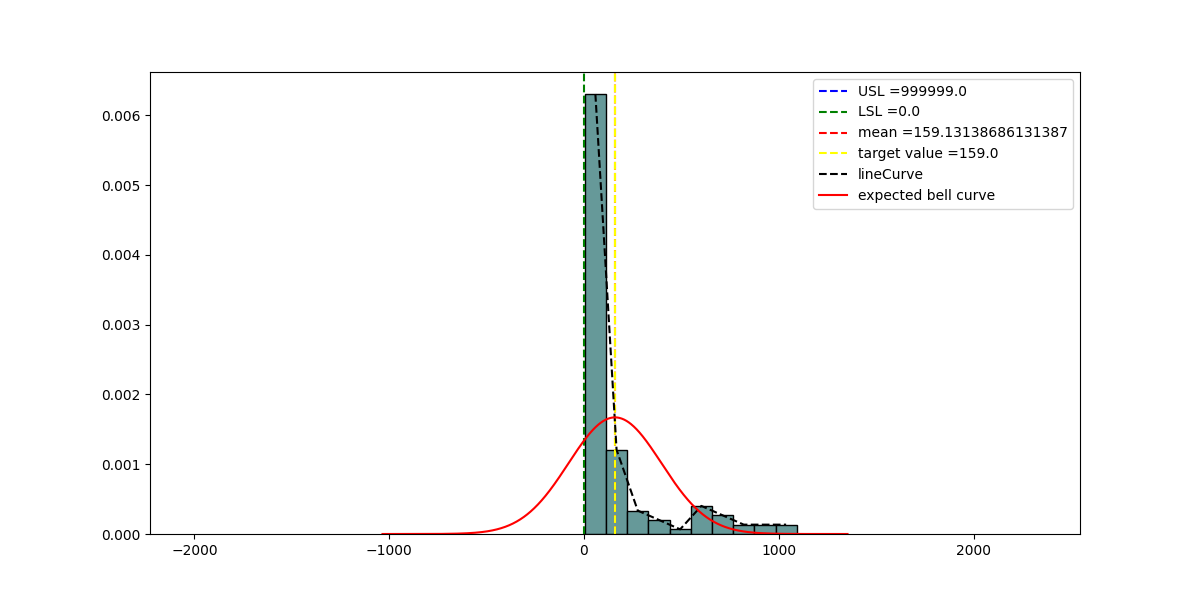 0.006
0.005
0.004
0.003
0.002
0.001
0.000
−2000
−1000
0
1000
2000
USL =999999.0
LSL =0.0
mean =159.13138686131387
target value =159.0
lineCurve
expected bell curve